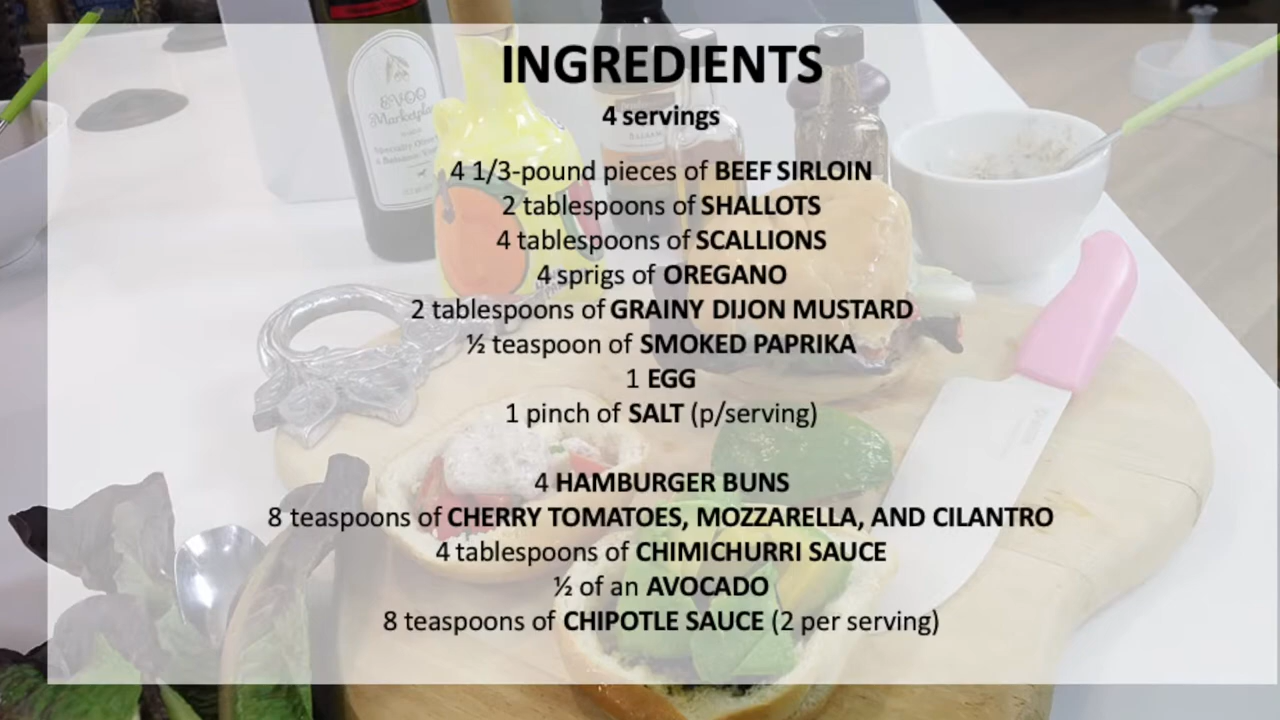 INGREDIENTS
4 servings
4 1/3-pound pieces of BEEF SIRLOIN
2 tablespoons of SHALLOTS
4 tablespoons of SCALLIONS
4 sprigs of OREGANO
2 tablespoons of GRAINY DIJON MUSTARD
½ teaspoon of SMOKED PAPRIKA
1 EGG
1 pinch of SALT (p/serving)
4 HAMBURGER BUNS
8 teaspoons of CHERRY TOMATOES, MOZZARELLA, AND CILANTRO
4 tablespoons of CHIMICHURRI SAUCE
½ of an AVOCADO
8 teaspoons of CHIPOTLE SAUCE (2 per serving)
EVOO
Marketplace